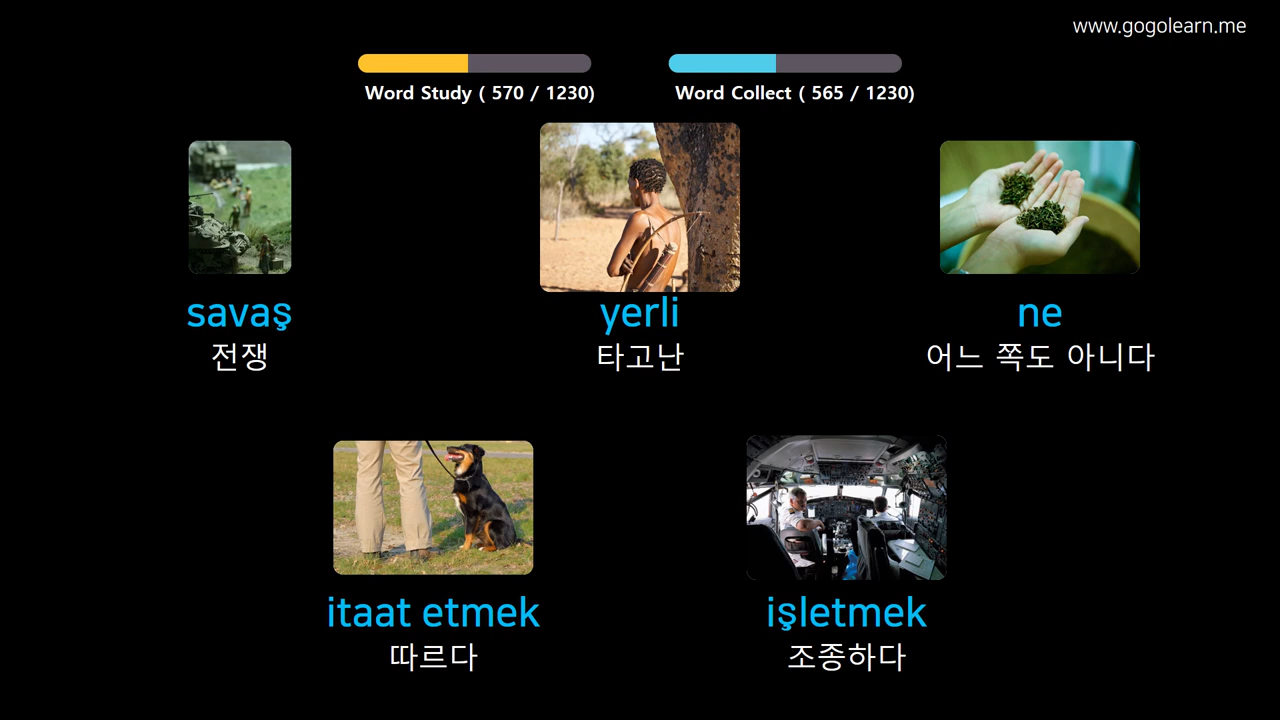 www.gogolearn.me
Word Study ( 570 / 1230)
Word Collect ( 565 / 1230)
savaş
전쟁
yerli
타고난
ne
어느 쪽도 아니다
itaat etmek
따르다
işletmek
조종하다